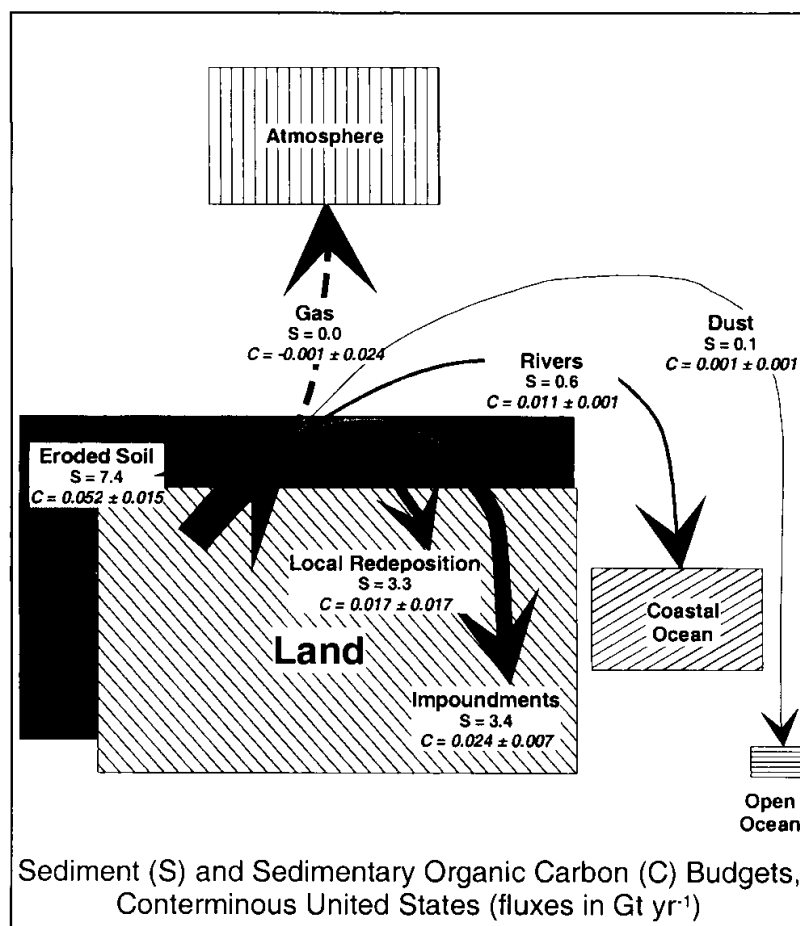 Atmosphere
Gas
S = 0.0
C = -0.001 ± 0.024
Dust
S = 0.1
C = 0.001 ± 0.001
Rivers
S = 0.6
C = 0.011 ± 0.001
Eroded Soil
S = 7.4
C = 0.052 ± 0.015
Local Redeposition
S = 3.3
C = 0.017 ± 0.017
Land
Coastal
Ocean
Impoundments
S = 3.4
C = 0.024 ± 0.007
Open
Ocean
Sediment (S) and Sedimentary Organic Carbon (C) Budgets,
Conterminous United States (fluxes in Gt yr⁻¹)